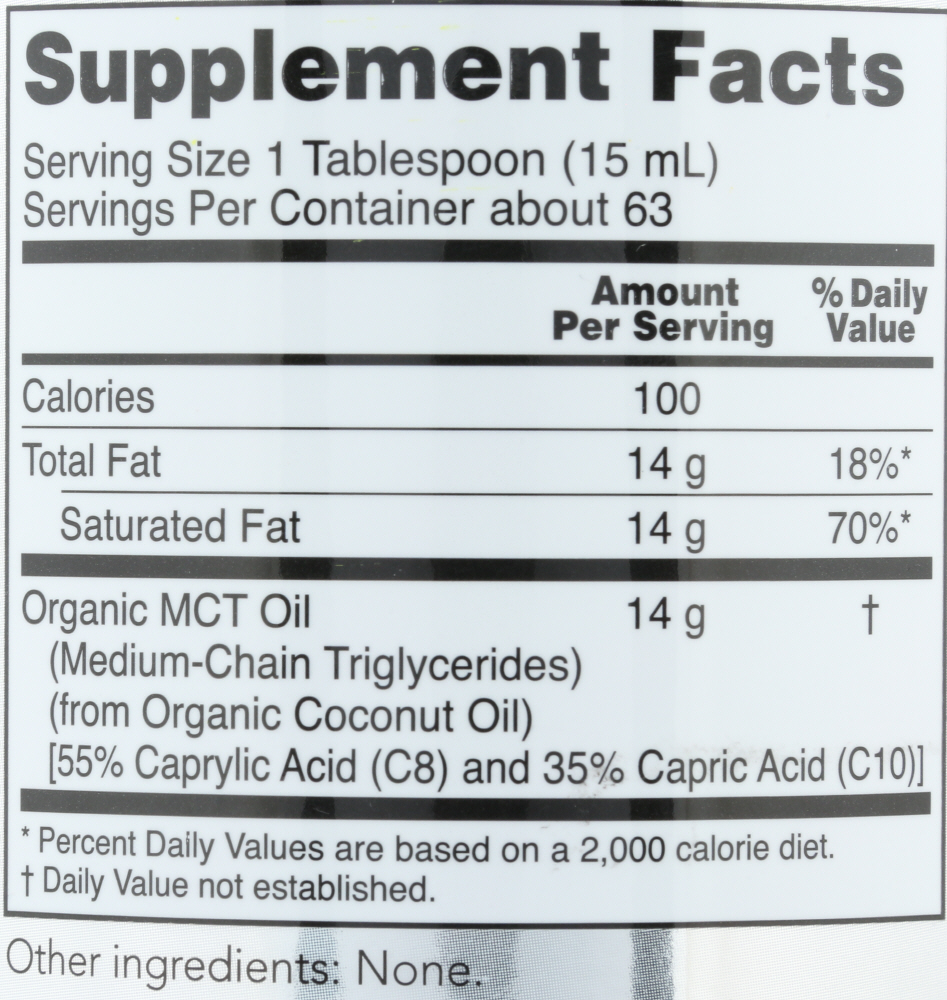 Supplement Facts
Serving Size 1 Tablespoon (15 mL)
Servings Per Container about 63
Amount Per Serving % Daily Value
Calories 100
Total Fat 14 g 18%*
Saturated Fat 14 g 70%*
Organic MCT Oil 14 g †
(Medium-Chain Triglycerides)
(from Organic Coconut Oil)
[55% Caprylic Acid (C8) and 35% Capric Acid (C10)]
* Percent Daily Values are based on a 2,000 calorie diet.
† Daily Value not established.
Other ingredients: None.